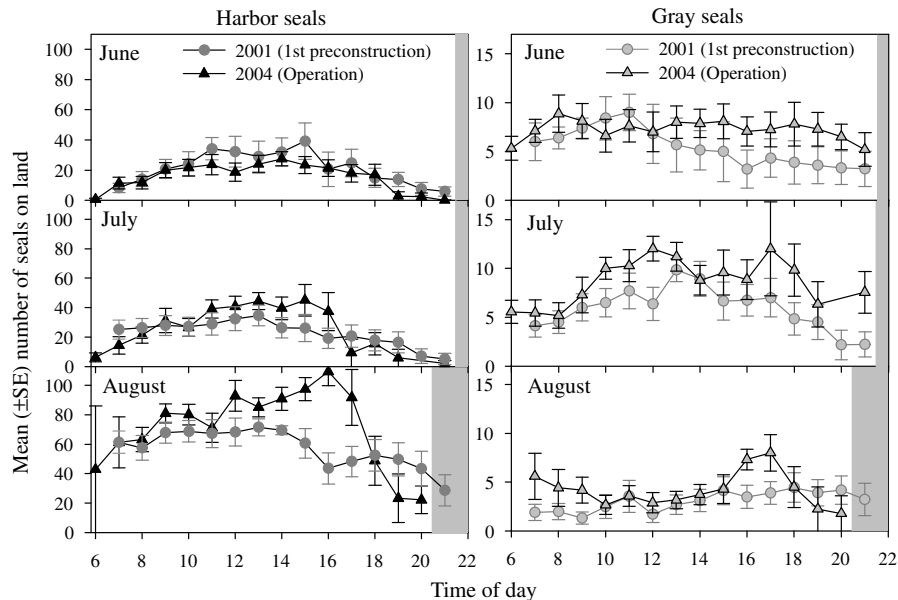 Harbor seals
Gray seals
June
2001 (1st preconstruction)
2004 (Operation)
100
80
60
40
20
0
July
100
80
60
40
20
0
August
100
80
60
40
20
0
6 8 10 12 14 16 18 20 22
June
2001 (1st preconstruction)
2004 (Operation)
15
10
5
0
July
15
10
5
0
August
15
10
5
0
6 8 10 12 14 16 18 20 22
Mean (±SE) number of seals on land
Time of day